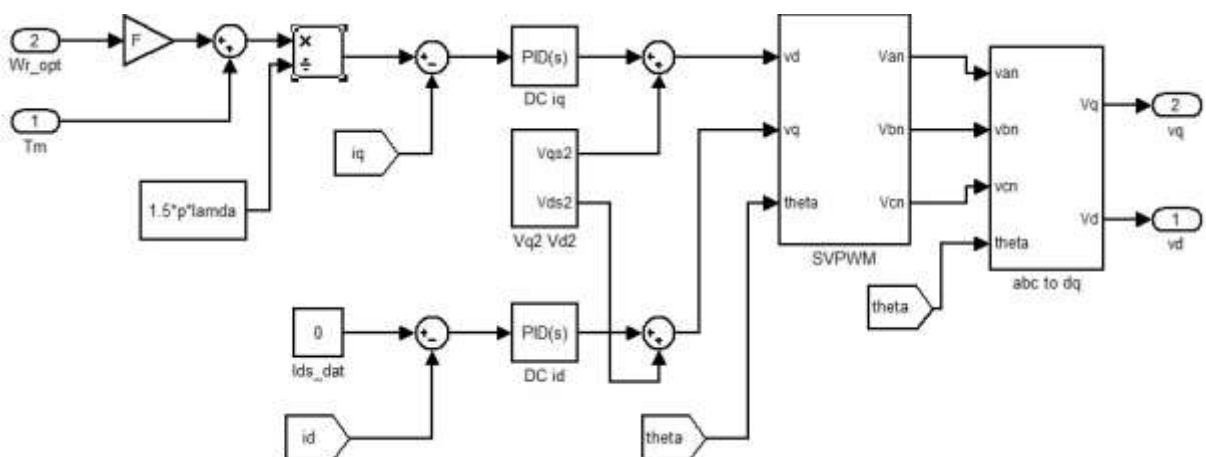 2
Wr_opt
F
×
÷
1
Tm
1.5*p*lamda
iq
PID(s)
DC iq
Vqs2
Vds2
Vq2 Vd2
0
Ids_dat
id
PID(s)
DC id
theta
vd
vq
theta
Van
Vbn
Vcn
SVPWM
theta
van
vbn
vcn
theta
Vq
Vd
abc to dq
2
vq
1
vd